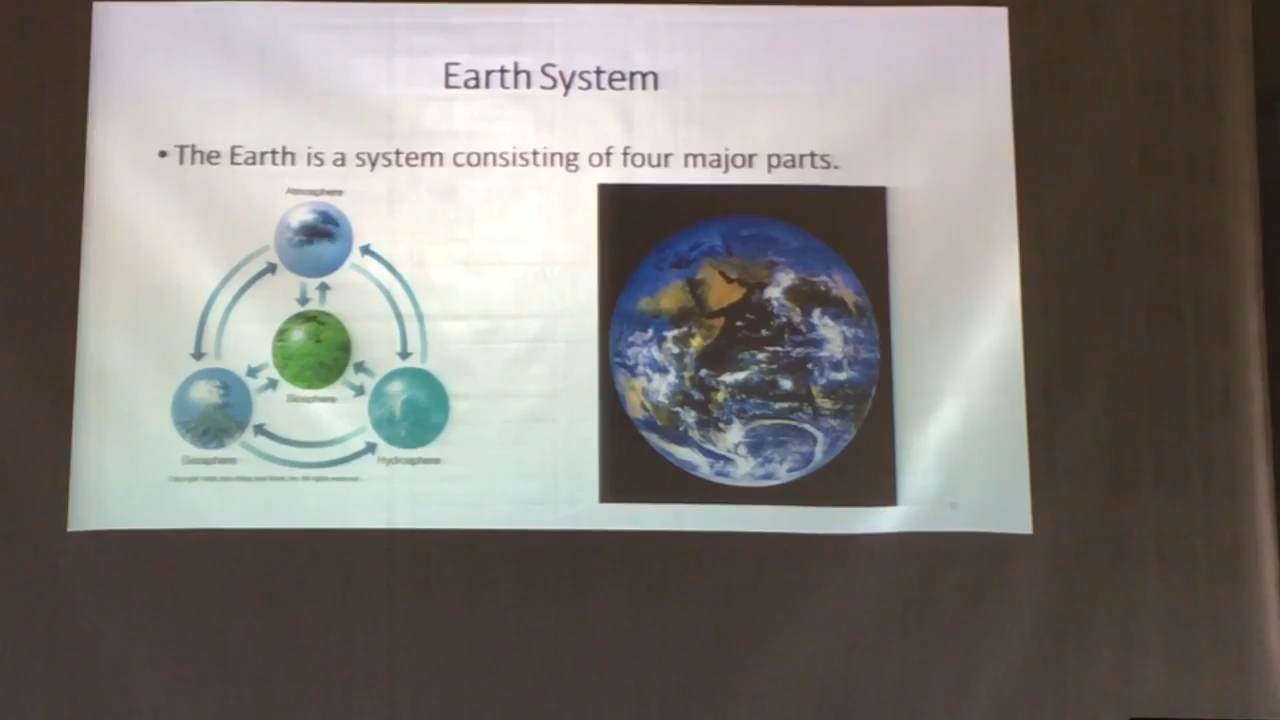 Earth System
• The Earth is a system consisting of four major parts.
Atmosphere
Biosphere
Geosphere
Hydrosphere